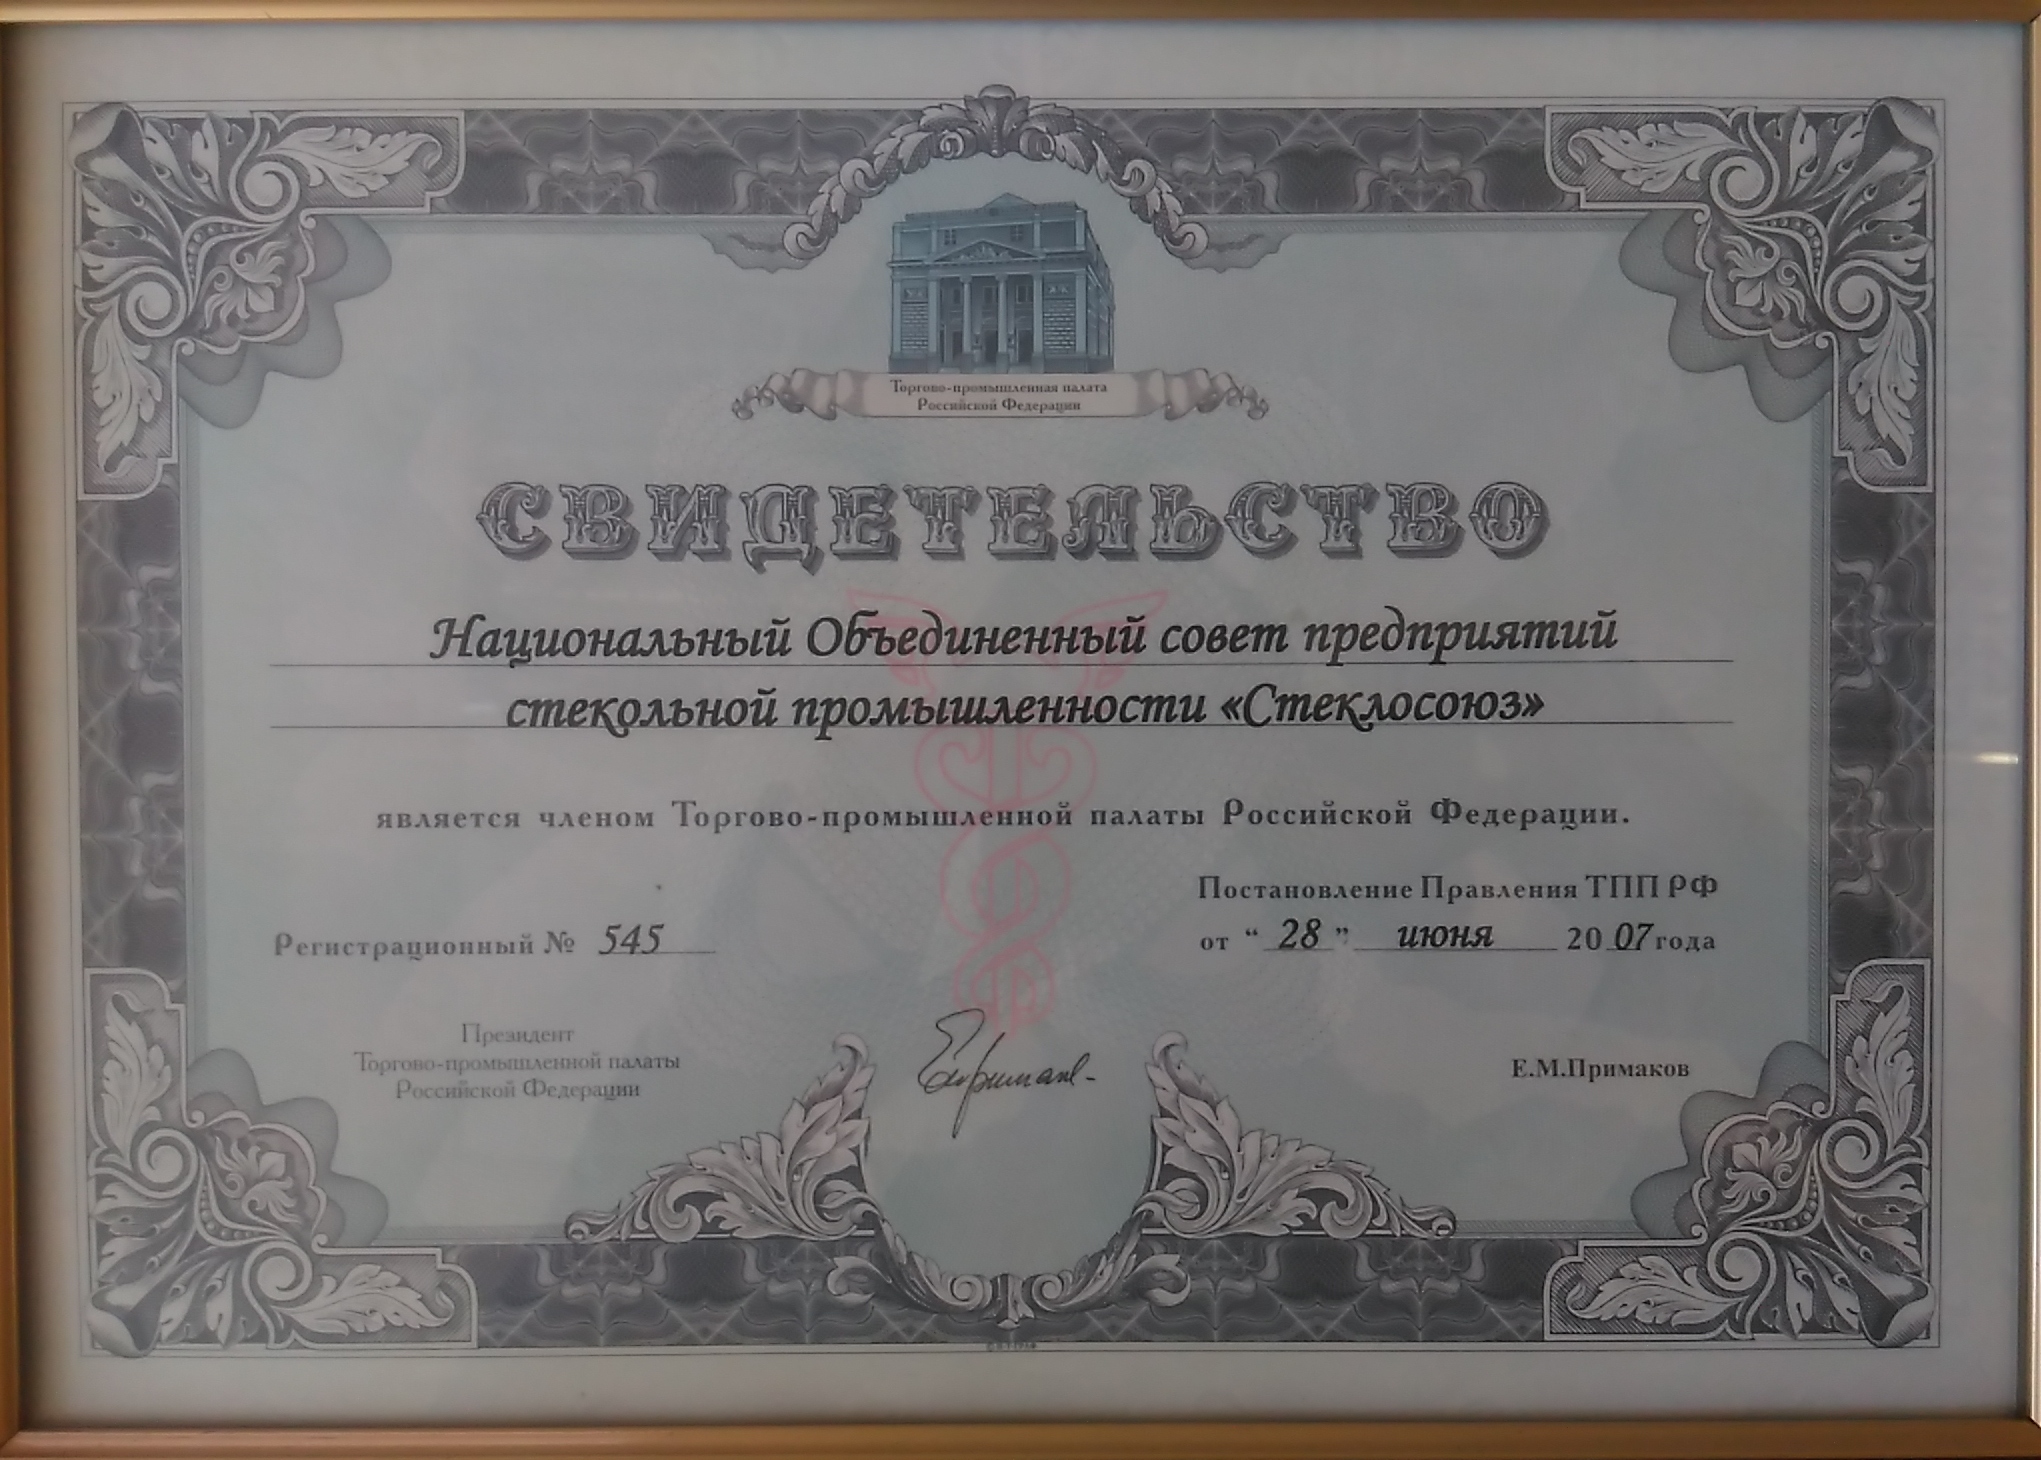 Торгово-промышленная палата
Российской Федерации
СВИДЕТЕЛЬСТВО
Национальный Объединенный совет предприятий
стекольной промышленности «Стеклосоюз»
является членом Торгово-промышленной палаты Российской Федерации.
Постановление Правления ТПП РФ
Регистрационный № 545
от “ 28 ” июня 20 07 года
Президент
Торгово-промышленной палаты
Российской Федерации
Е.М.Примаков